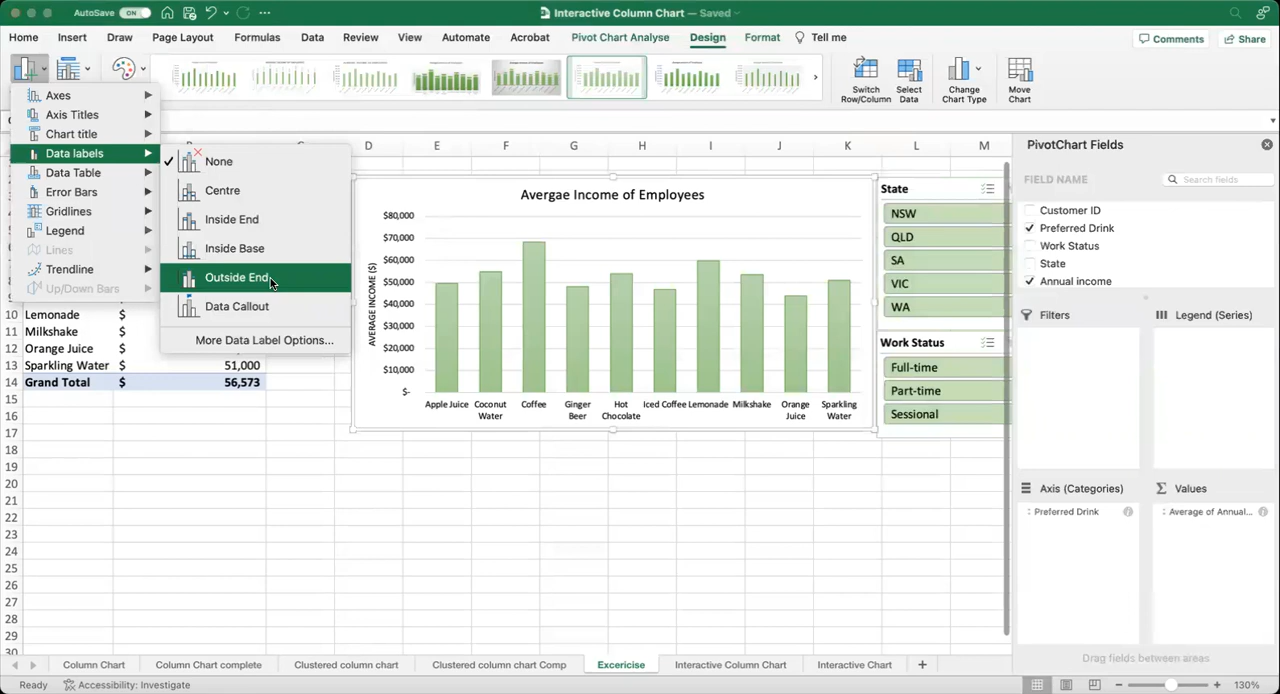 AutoSave ON
Interactive Column Chart — Saved
Home Insert Draw Page Layout Formulas Data Review View Automate Acrobat Pivot Chart Analyse Design Format Tell me
Comments Share
Switch Row/Column
Select Data
Change Chart Type
Move Chart
Axes
Axis Titles
Chart title
Data labels
Data Table
Error Bars
Gridlines
Legend
Lines
Trendline
Up/Down Bars
None
Centre
Inside End
Inside Base
Outside End
Data Callout
More Data Label Options...
D E F G H I J K L M
10 Lemonade $
11 Milkshake $
12 Orange Juice $
13 Sparkling Water $ 51,000
14 Grand Total $ 56,573
15
16
17
18
19
20
21
22
23
24
25
26
27
28
29
30
Avergae Income of Employees
AVERAGE INCOME ($)
$80,000
$70,000
$60,000
$50,000
$40,000
$30,000
$20,000
$10,000
$-
Apple Juice
Coconut Water
Coffee
Ginger Beer
Hot Chocolate
Iced Coffee
Lemonade
Milkshake
Orange Juice
Sparkling Water
State
NSW
QLD
SA
VIC
WA
Work Status
Full-time
Part-time
Sessional
PivotChart Fields
FIELD NAME
Search fields
Customer ID
Preferred Drink
Work Status
State
Annual income
Filters
Legend (Series)
Axis (Categories)
Values
Preferred Drink
Average of Annual...
Drag fields between areas
Column Chart Column Chart complete Clustered column chart Clustered column chart Comp Excericise Interactive Column Chart Interactive Chart
Ready Accessibility: Investigate 130%